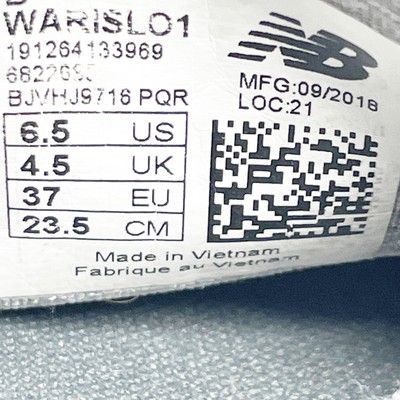 WARISLO1
191264133969
BJVHJ9716 PQR
6.5 US
4.5 UK
37 EU
23.5 CM
NB
MFG:09/2018
LOC:21
Made in Vietnam
Fabrique au Vietnam